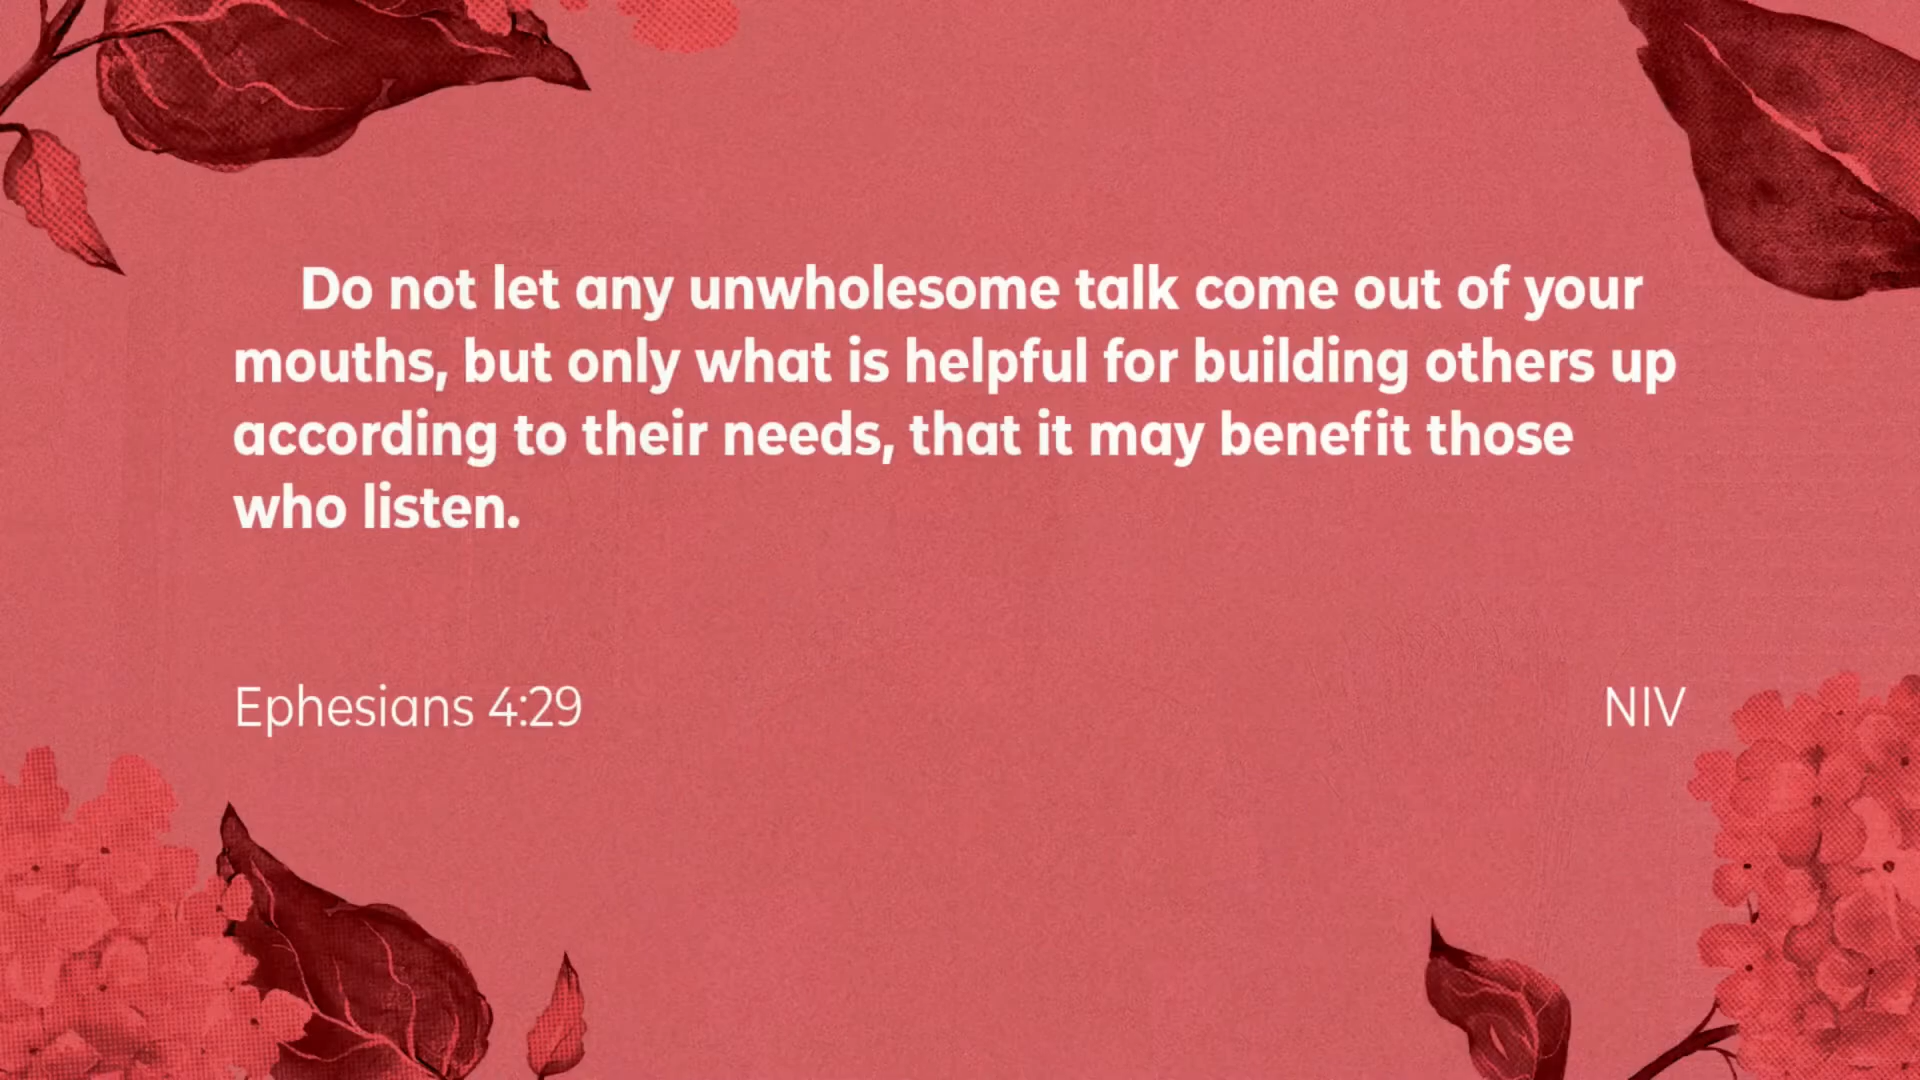 Do not let any unwholesome talk come out of your
mouths, but only what is helpful for building others up
according to their needs, that it may benefit those
who listen.
Ephesians 4:29
NIV